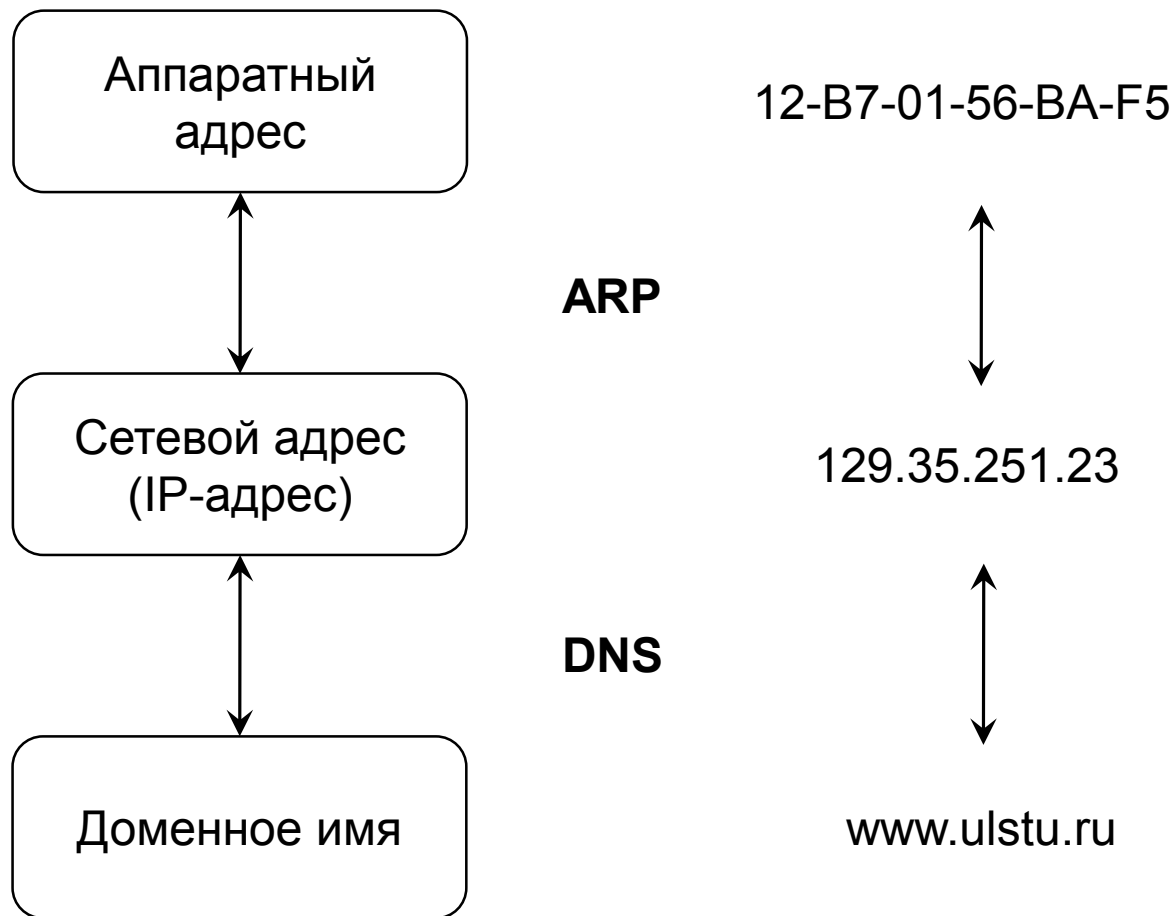 Аппаратный
адрес
12-B7-01-56-BA-F5
ARP
Сетевой адрес
(IP-адрес)
129.35.251.23
DNS
Доменное имя
www.ulstu.ru